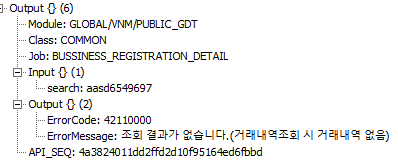 Output {} (6)
Module: GLOBAL/VNM/PUBLIC_GDT
Class: COMMON
Job: BUSSINESS_REGISTRATION_DETAIL
Input {} (1)
search: aasd6549697
Output {} (2)
ErrorCode: 42110000
ErrorMessage: 조회 결과가 없습니다.(거래내역조회 시 거래내역 없음)
API_SEQ: 4a3824011dd2ffd2d10f95164ed6fbbd